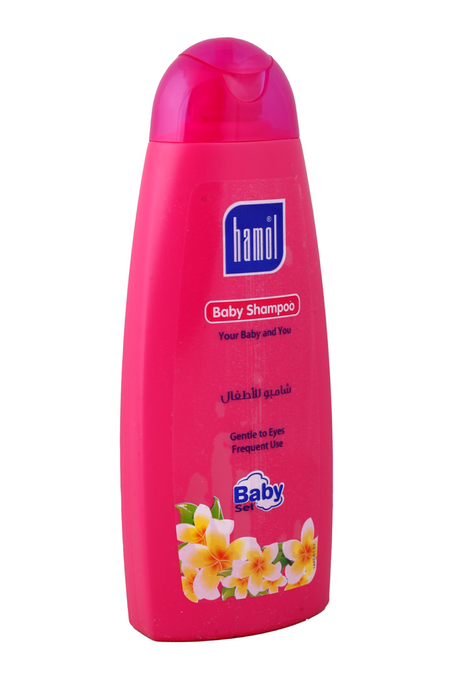 hamol®
Baby Shampoo
Your Baby and You
شامبو للأطفال
Gentle to Eyes
Frequent Use
Baby
Set